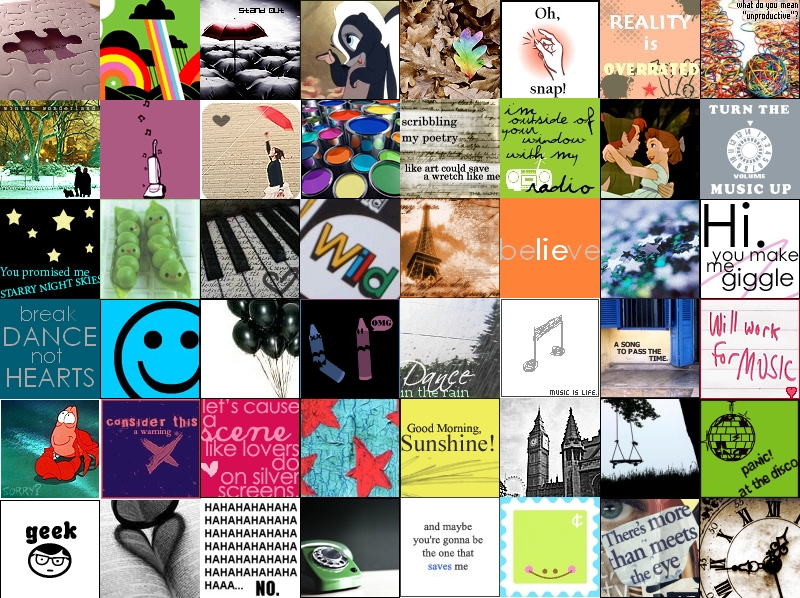 STAND OUT
Oh,
snap!
REALITY
is
OVERRATED
what do you mean
"unproductive"?
winter wonderland
scribbling
my poetry
like art could save
a wretch like me
i'm
outside of
your
window
with my
radio
TURN THE
VOLUME
MUSIC UP
You promised me
STARRY NIGHT SKIES
Wild
believe
Hi.
you make
me
giggle
break
DANCE
not
HEARTS
OMG
Dance
in the rain
MUSIC IS LIFE.
A SONG
TO PASS THE
TIME.
Will work
for MUSIC
SORRY?
consider this
a warning
let's cause
a
scene
like lovers
do
on silver
screens.
Good Morning,
Sunshine!
panic!
at the disco
geek
HAHAHAHAHAHA
HAHAHAHAHAHA
HAHAHAHAHAHA
HAHAHAHAHAHA
HAHAHAHAHAHA
HAAA... NO.
and maybe
you're gonna be
the one that
saves me
¢
There's more
than meets
the eye